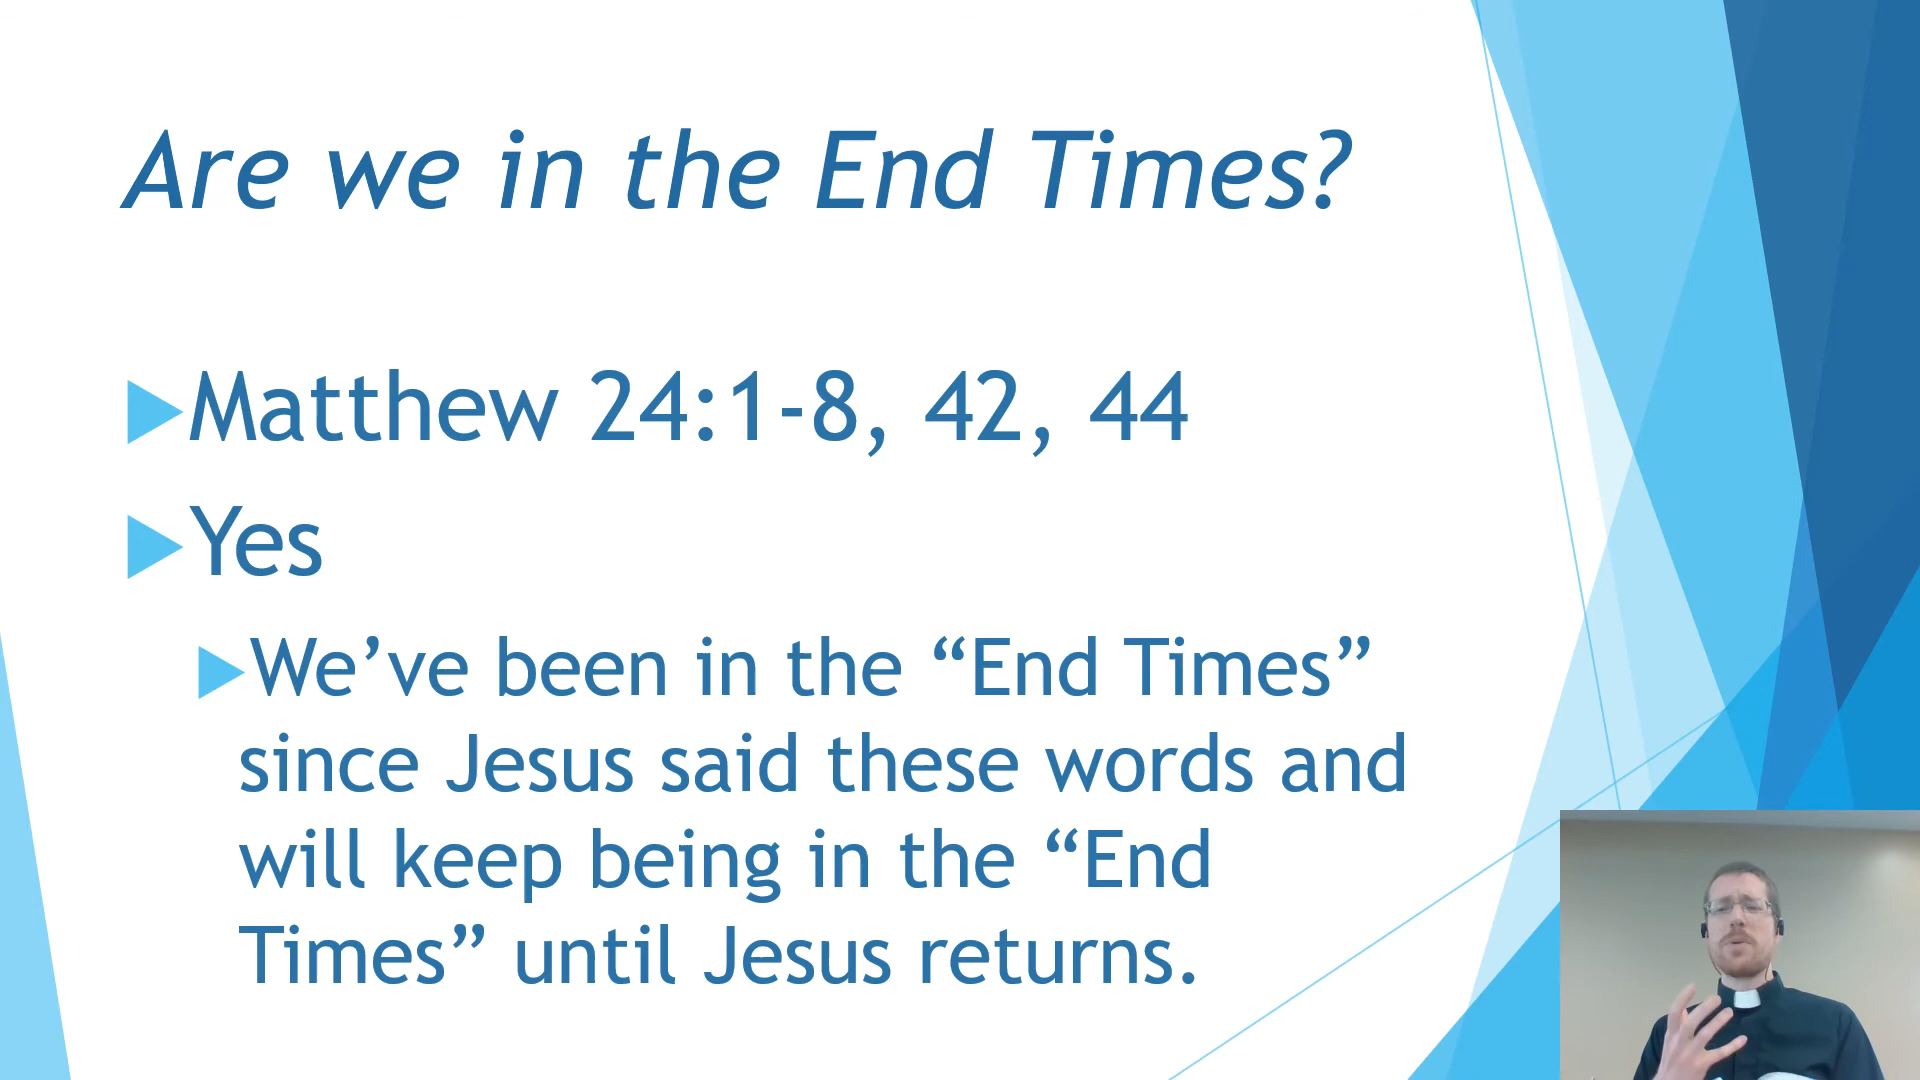 Are we in the End Times?
Matthew 24:1-8, 42, 44
Yes
We’ve been in the “End Times”
since Jesus said these words and
will keep being in the “End
Times” until Jesus returns.